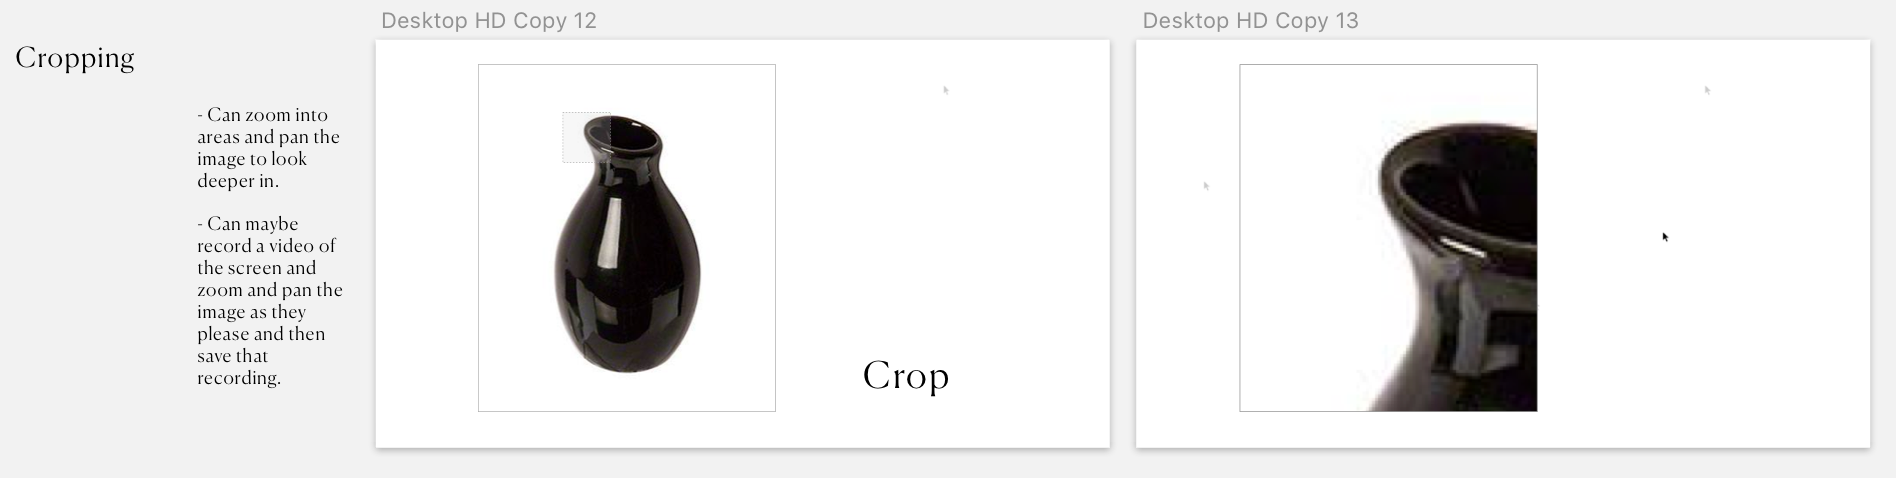 Desktop HD Copy 12
Desktop HD Copy 13
Cropping
- Can zoom into
areas and pan the
image to look
deeper in.
- Can maybe
record a video of
the screen and
zoom and pan the
image as they
please and then
save that
recording.
Crop